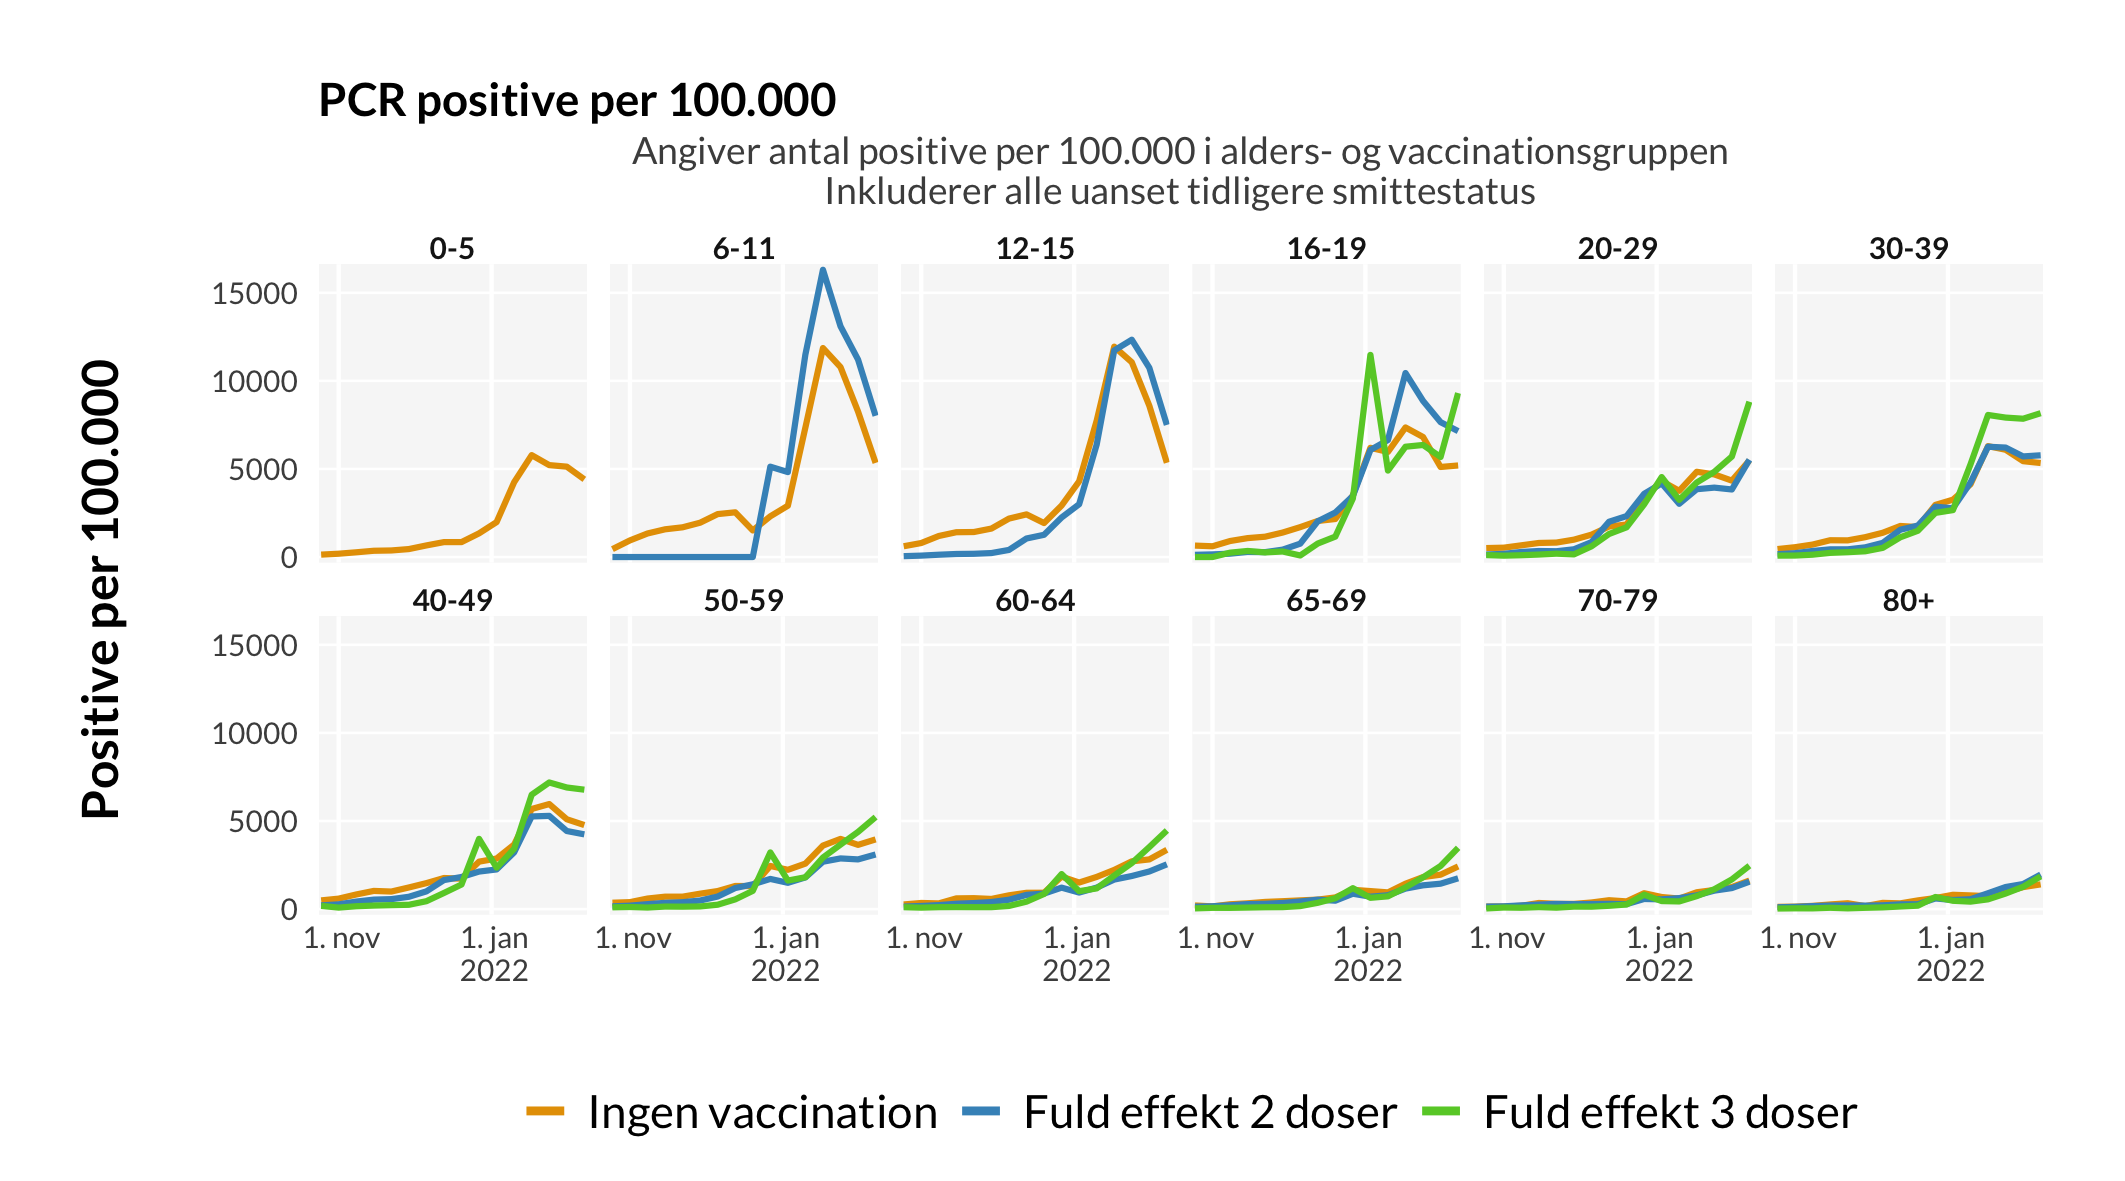 PCR positive per 100.000
Angiver antal positive per 100.000 i alders- og vaccinationsgruppen
Inkluderer alle uanset tidligere smittestatus
0-5 6-11 12-15 16-19 20-29 30-39
15000
10000
5000
0
Positive per 100.000
40-49 50-59 60-64 65-69 70-79 80+
15000
10000
5000
0
1. nov 1. jan 1. nov 1. jan 1. nov 1. jan 1. nov 1. jan 1. nov 1. jan 1. nov 1. jan
2022 2022 2022 2022 2022 2022
Ingen vaccination Fuld effekt 2 doser Fuld effekt 3 doser